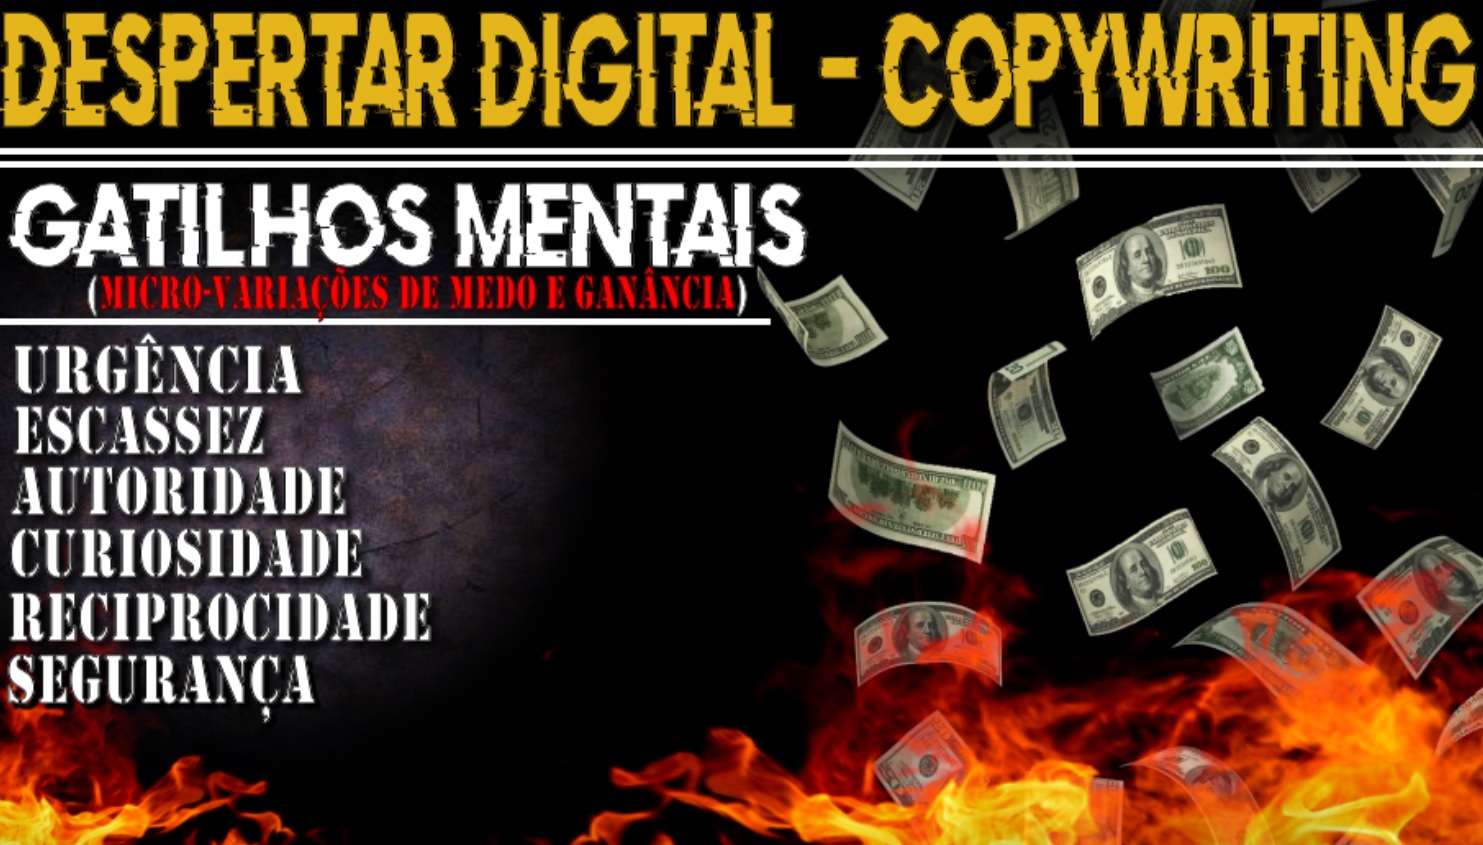 DESPERTAR DIGITAL - COPYWRITING
GATILHOS MENTAIS
(MICRO-VARIAÇÕES DE MEDO E GANÂNCIA)
URGÊNCIA
ESCASSEZ
AUTORIDADE
CURIOSIDADE
RECIPROCIDADE
SEGURANÇA